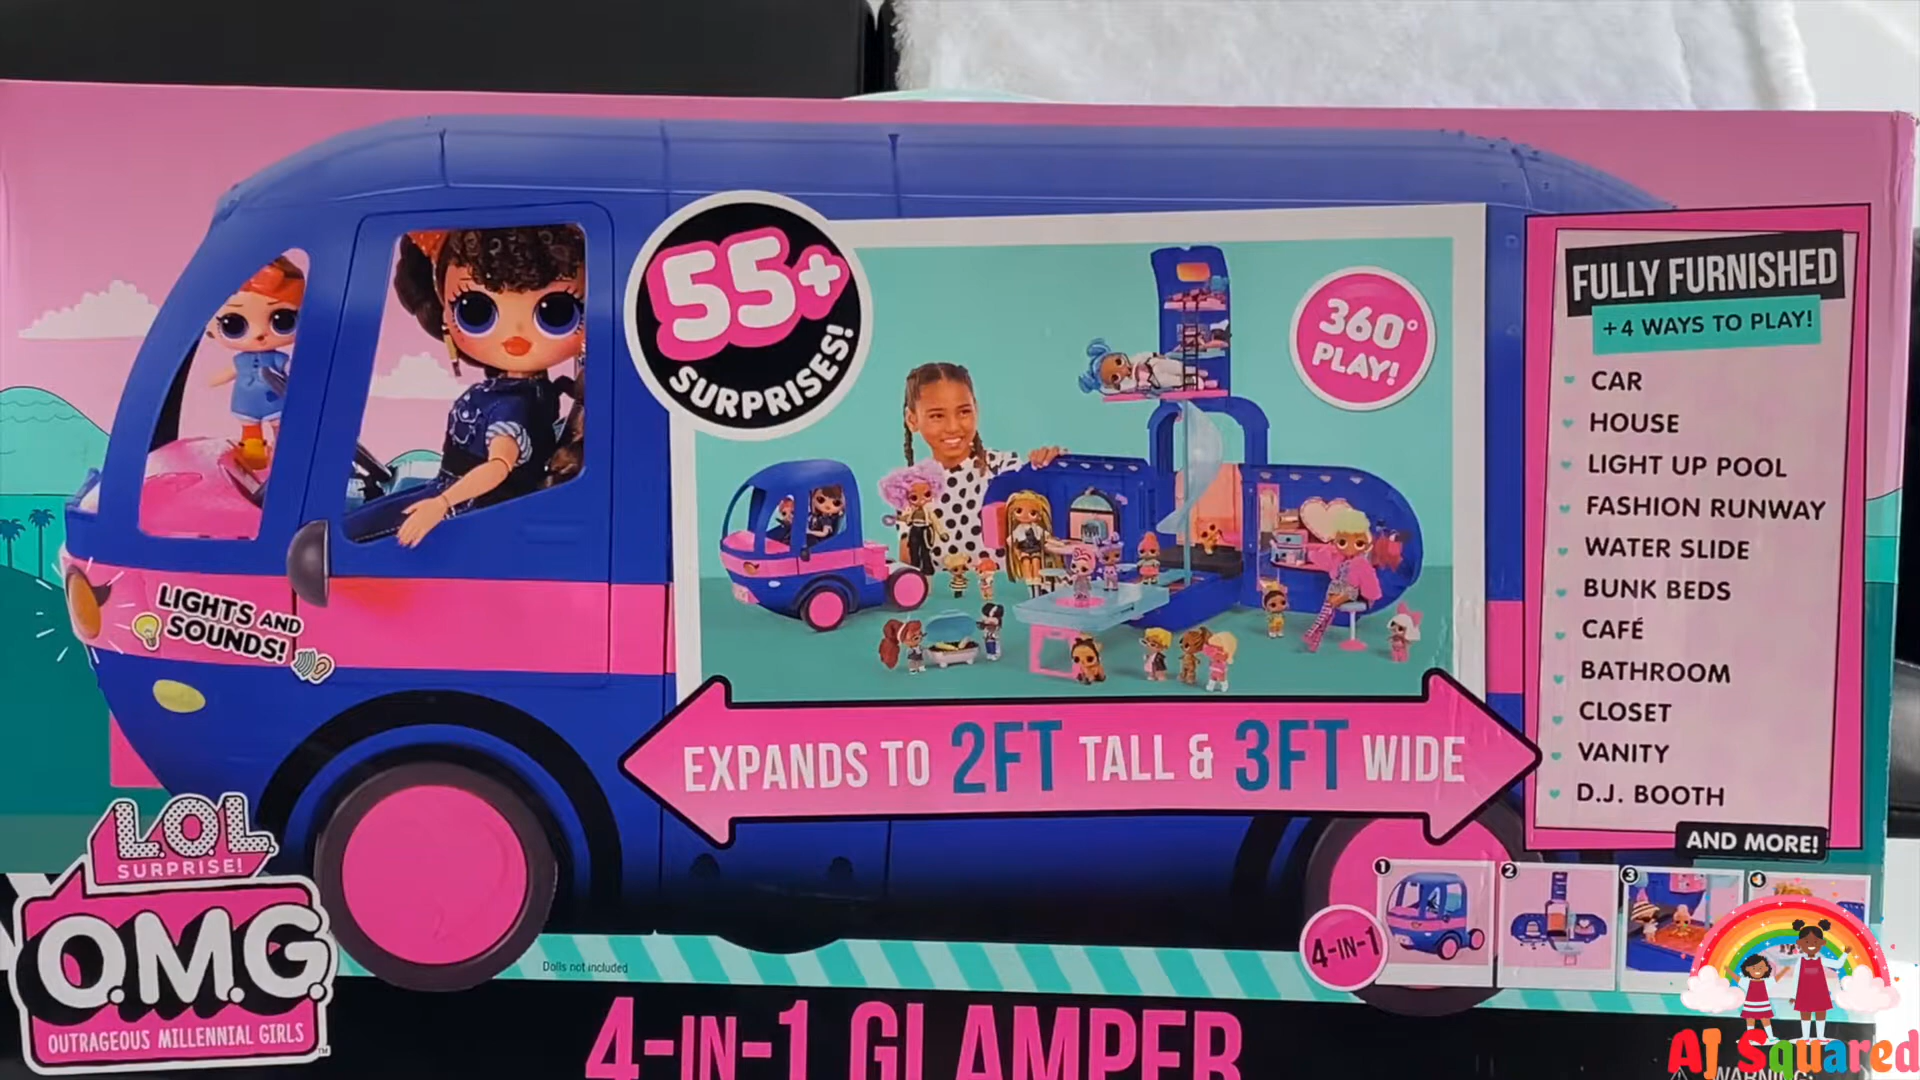 55+
SURPRISES!
360°
PLAY!
FULLY FURNISHED
+4 WAYS TO PLAY!
CAR
HOUSE
LIGHT UP POOL
FASHION RUNWAY
WATER SLIDE
BUNK BEDS
CAFÉ
BATHROOM
CLOSET
VANITY
D.J. BOOTH
AND MORE!
LIGHTS AND
SOUNDS!
EXPANDS TO 2FT TALL & 3FT WIDE
L.O.L.
SURPRISE!
O.M.G.
OUTRAGEOUS MILLENNIAL GIRLS
TM
Dolls not included
4-IN-1
1
2
3
4
4-IN-1 GLAMPER
AJ Squared
WARNING: